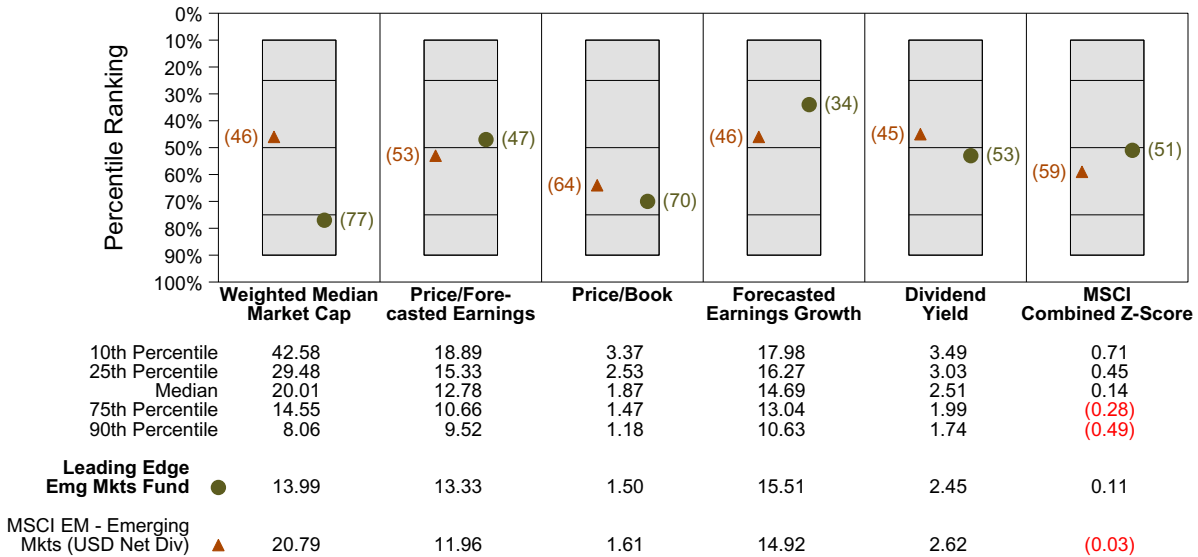 Percentile Ranking
0%
10%
20%
30%
40%
50%
60%
70%
80%
90%
100%
(46)
(77)
(53)
(47)
(64)
(70)
(46)
(34)
(45)
(53)
(59)
(51)
Weighted Median Market Cap
Price/Fore-casted Earnings
Price/Book
Forecasted Earnings Growth
Dividend Yield
MSCI Combined Z-Score
10th Percentile 42.58 18.89 3.37 17.98 3.49 0.71
25th Percentile 29.48 15.33 2.53 16.27 3.03 0.45
Median 20.01 12.78 1.87 14.69 2.51 0.14
75th Percentile 14.55 10.66 1.47 13.04 1.99 (0.28)
90th Percentile 8.06 9.52 1.18 10.63 1.74 (0.49)
Leading Edge
Emg Mkts Fund 13.99 13.33 1.50 15.51 2.45 0.11
MSCI EM - Emerging
Mkts (USD Net Div) 20.79 11.96 1.61 14.92 2.62 (0.03)